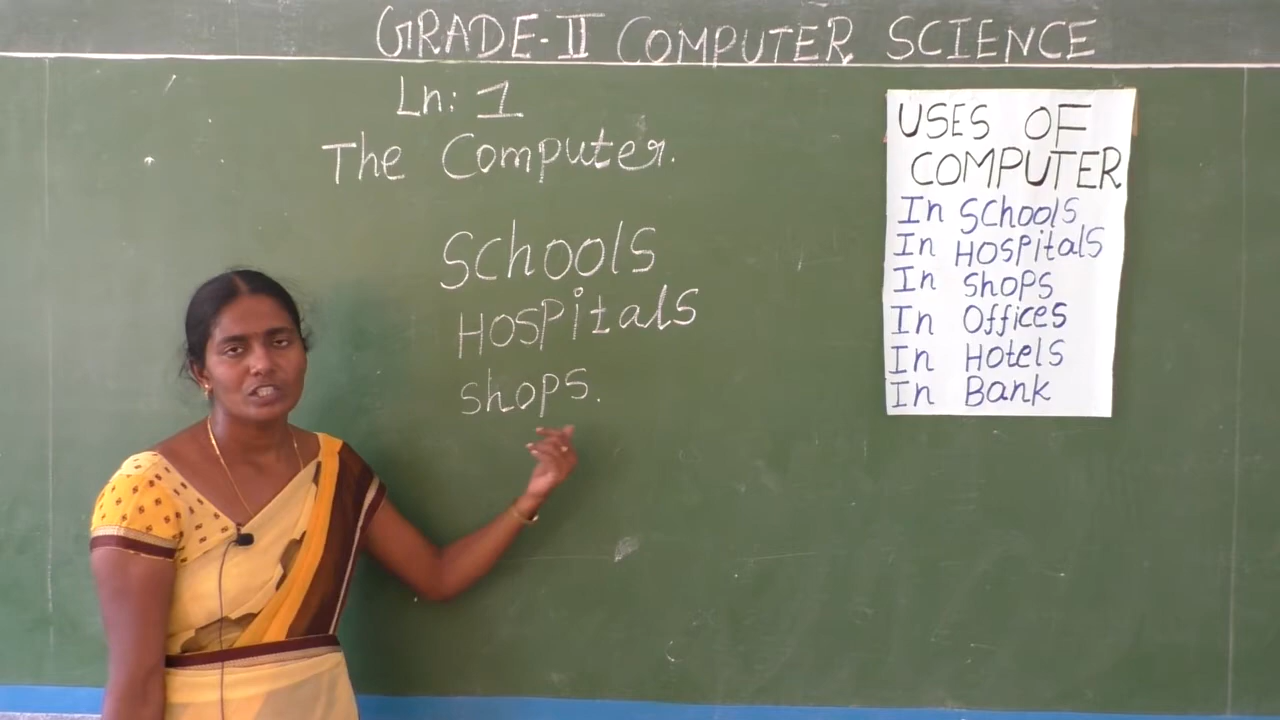 GRADE-II COMPUTER SCIENCE
Ln: 1
The Computer.
Schools
HOSPitals
shops.
USES OF
COMPUTER
In SChools
In HOSPitals
In ShOPS
In Offices
In Hotels
In Bank